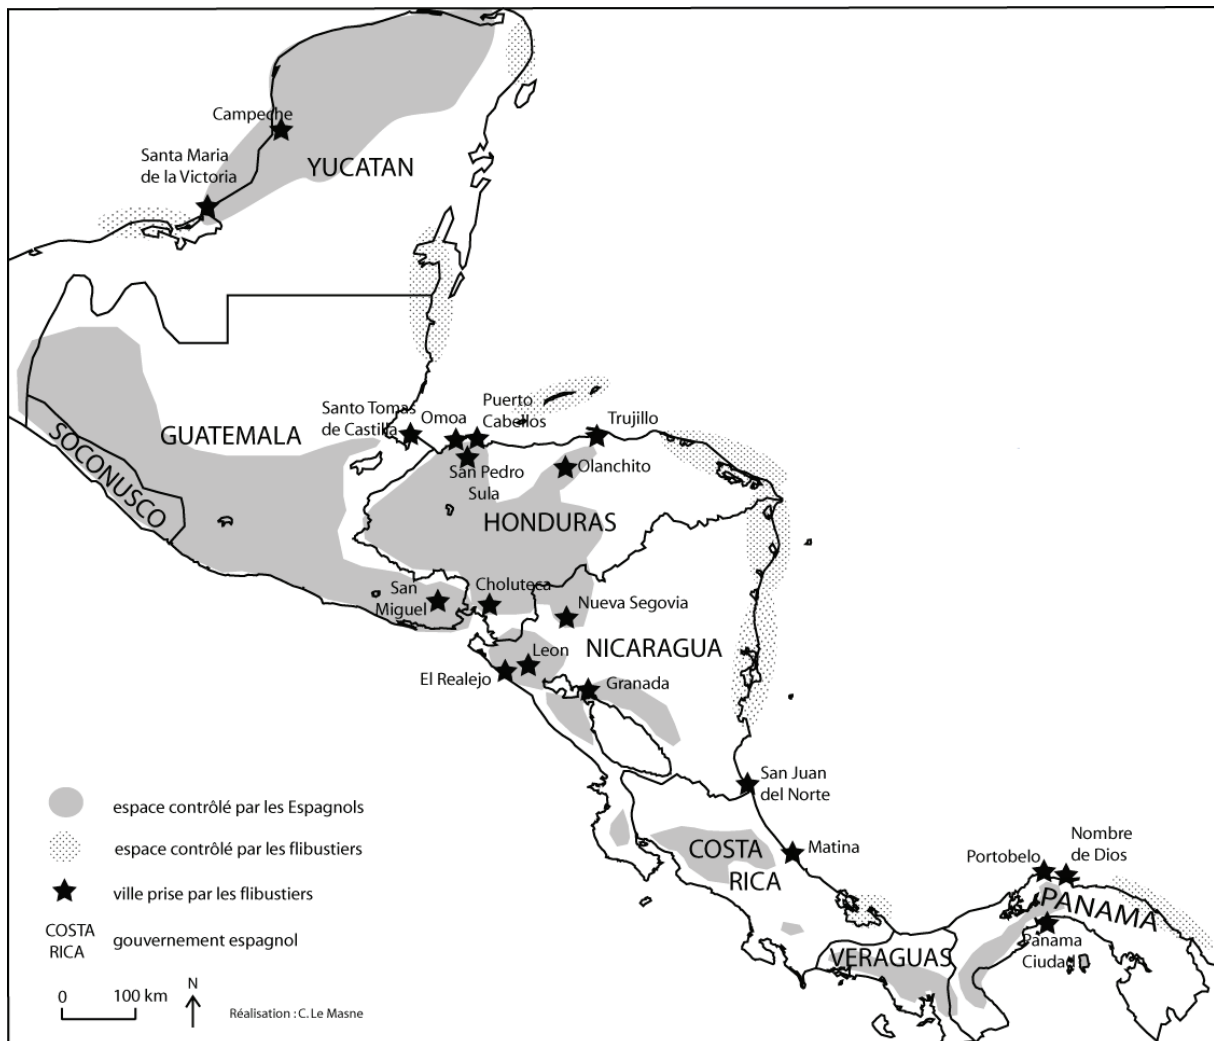 Campeche
Santa Maria
de la Victoria
YUCATAN
Santo Tomas
de Castilla
Omoa
Puerto
Cabellos
Trujillo
GUATEMALA
SOCONUSCO
San Pedro
Sula
Olanchito
HONDURAS
San
Miguel
Choluteca
Nueva Segovia
NICARAGUA
Leon
El Realejo
Granada
San Juan
del Norte
Matina
COSTA
RICA
Portobelo
Nombre
de Dios
PANAMA
Panama
Ciudad
VERAGUAS
espace contrôlé par les Espagnols
espace contrôlé par les flibustiers
ville prise par les flibustiers
COSTA
RICA
gouvernement espagnol
0 100 km
N
Réalisation : C. Le Masne